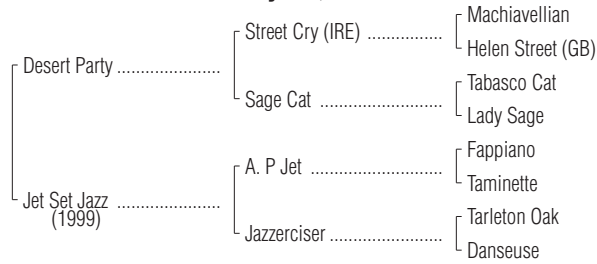 Machiavellian
Street Cry (IRE) ................
Helen Street (GB)
Desert Party .....................
Tabasco Cat
Sage Cat .........................
Lady Sage
Fappiano
A. P Jet ...........................
Taminette
Jet Set Jazz .....................
(1999)
Tarleton Oak
Jazzerciser .......................
Danseuse